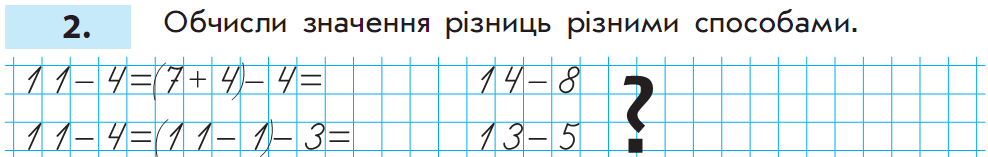 2. Обчисли значення різниць різними способами.
11-4=(7+4)-4= 14-8 ?
11-4=(11-1)-3= 13-5